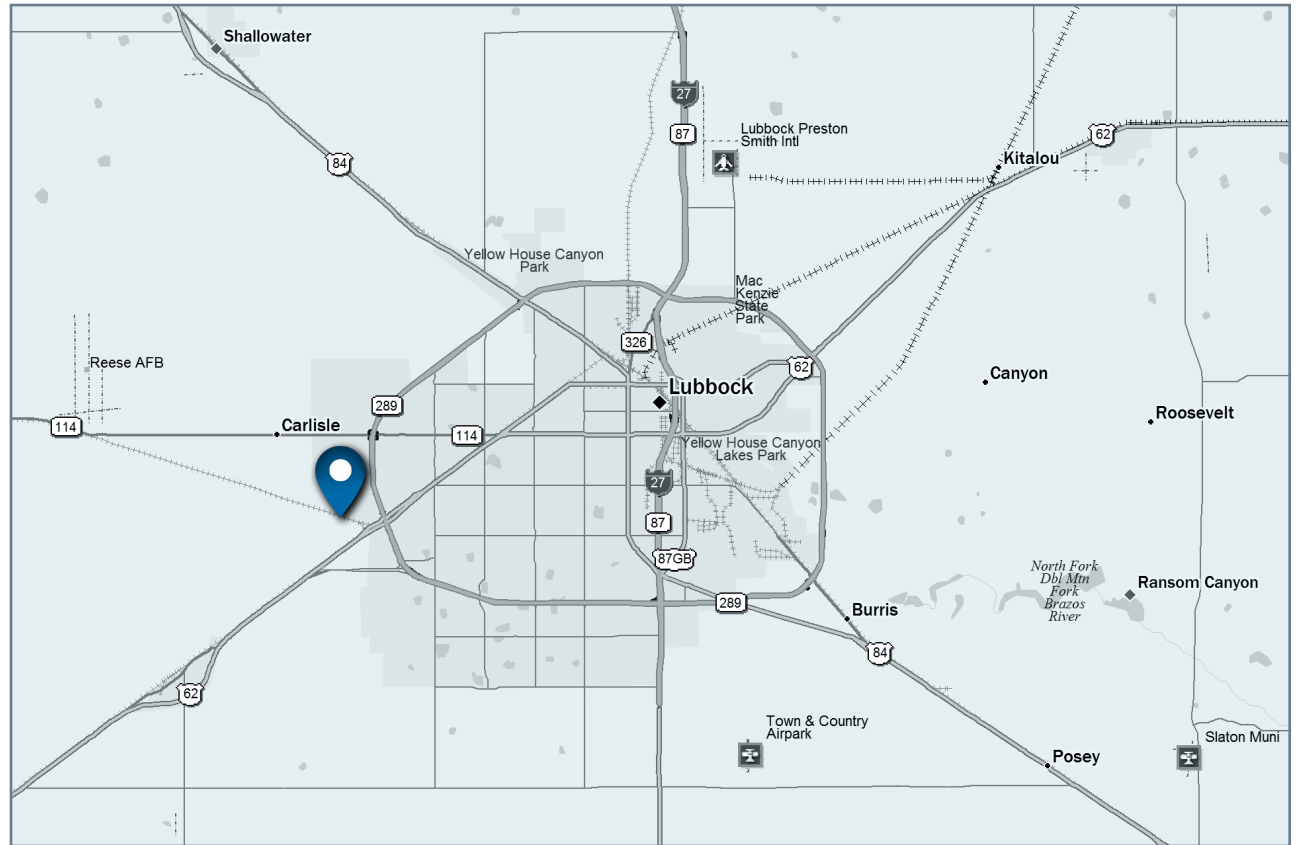 Shallowater
27
87
Lubbock Preston
Smith Intl
62
Kitalou
84
Yellow House Canyon
Park
Mac
Kenzie
State
Park
326
62
Reese AFB
Lubbock
Canyon
289
Roosevelt
114
Carlisle
114
Yellow House Canyon
Lakes Park
27
87
87GB
North Fork
Dbl Mtn
Fork
Brazos
River
Ransom Canyon
289
Burris
84
62
Town & Country
Airpark
Slaton Muni
Posey